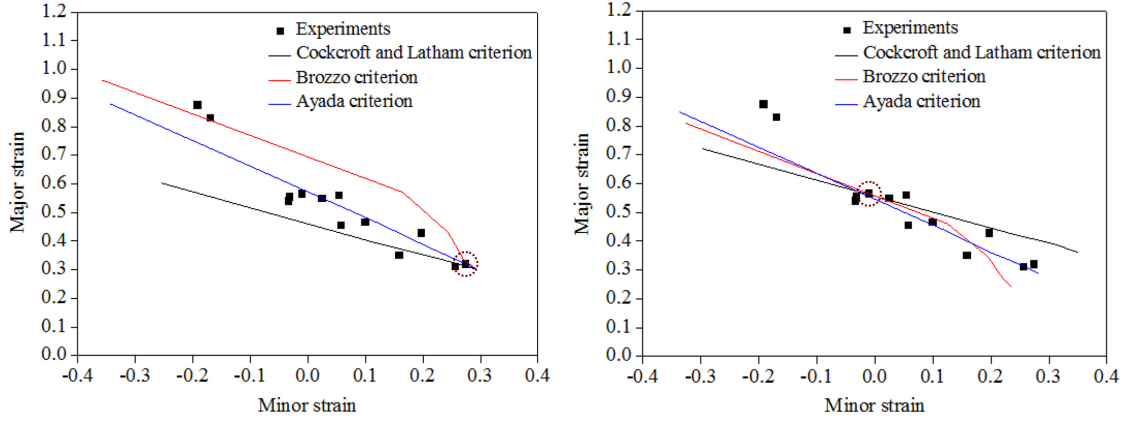 1.2
1.1
1.0
0.9
0.8
0.7
0.6
0.5
0.4
0.3
0.2
0.1
0.0
Major strain
-0.4 -0.3 -0.2 -0.1 0.0 0.1 0.2 0.3 0.4
Minor strain
Experiments
Cockcroft and Latham criterion
Brozzo criterion
Ayada criterion
1.2
1.1
1.0
0.9
0.8
0.7
0.6
0.5
0.4
0.3
0.2
0.1
0.0
Major strain
-0.4 -0.3 -0.2 -0.1 0.0 0.1 0.2 0.3 0.4
Minor strain
Experiments
Cockcroft and Latham criterion
Brozzo criterion
Ayada criterion